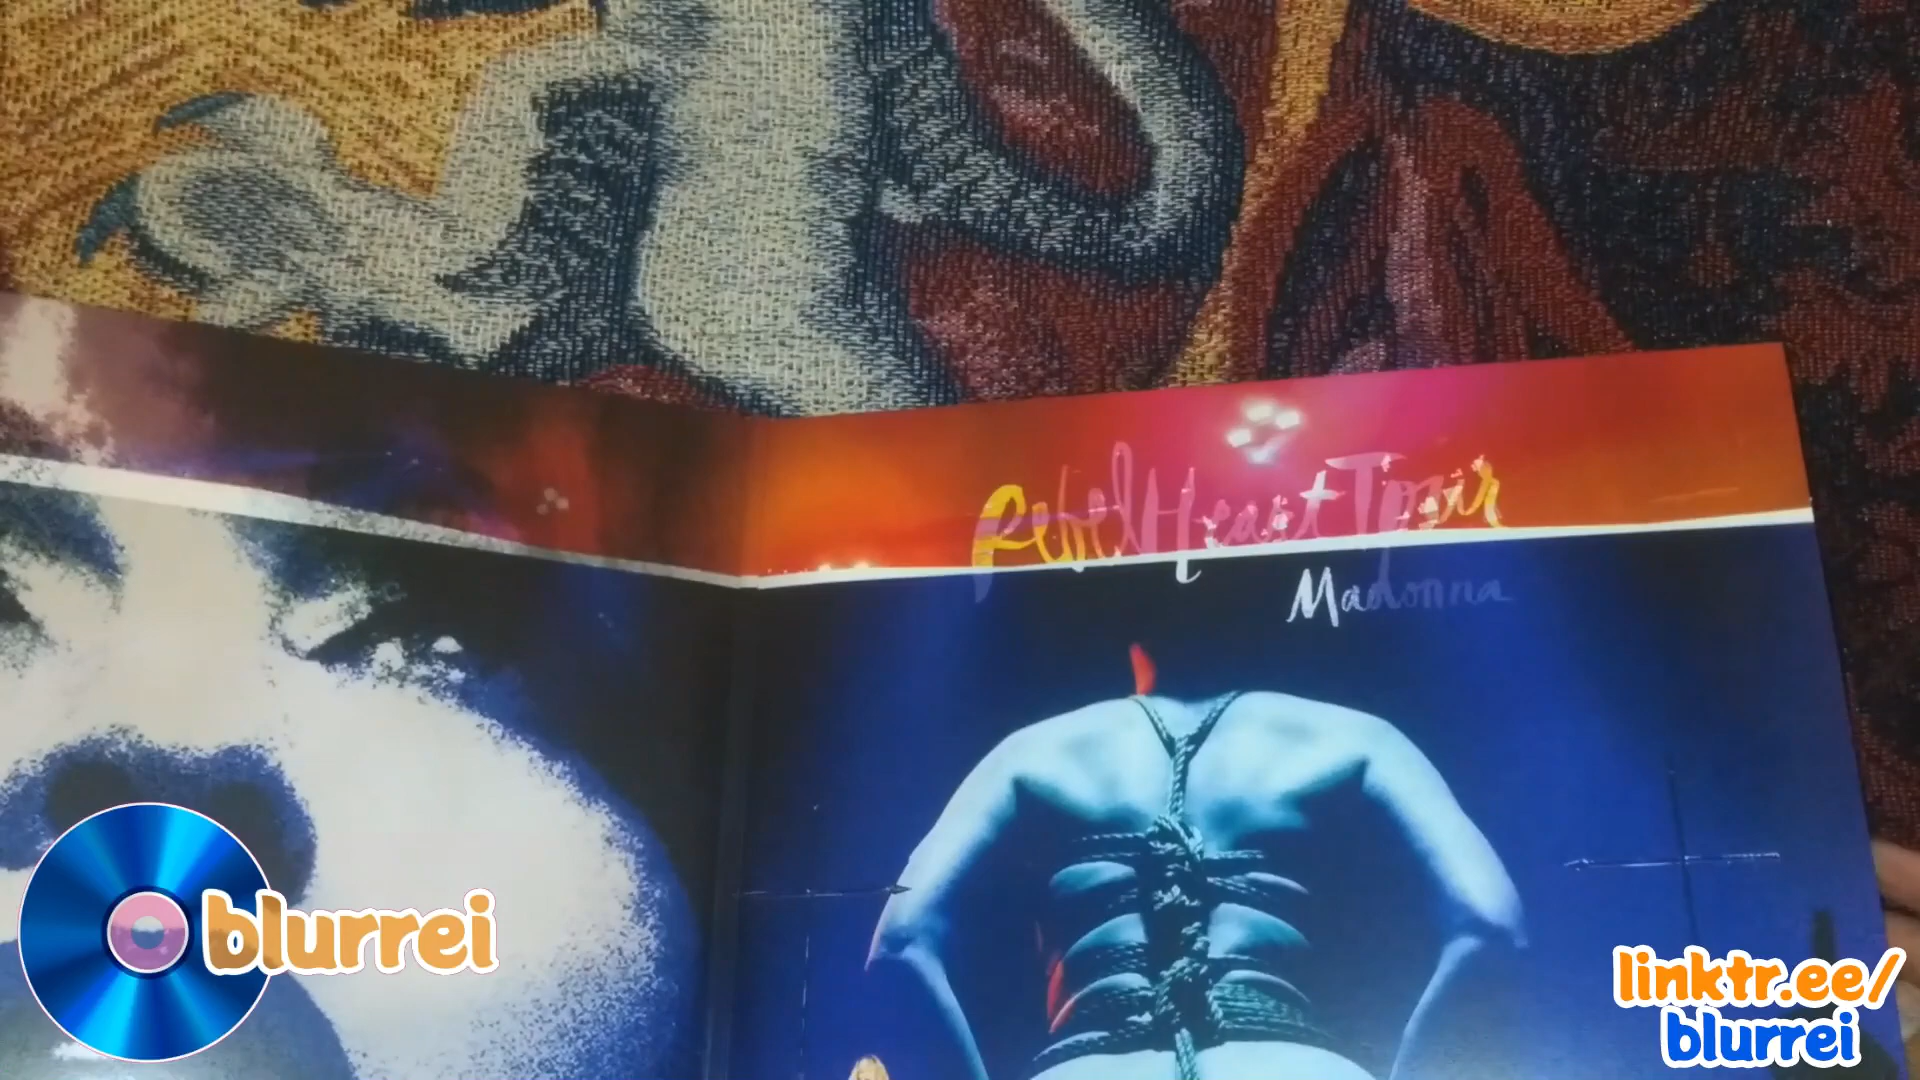 Rebel Heart Tour
Madonna
blurrei
linktr.ee/
blurrei